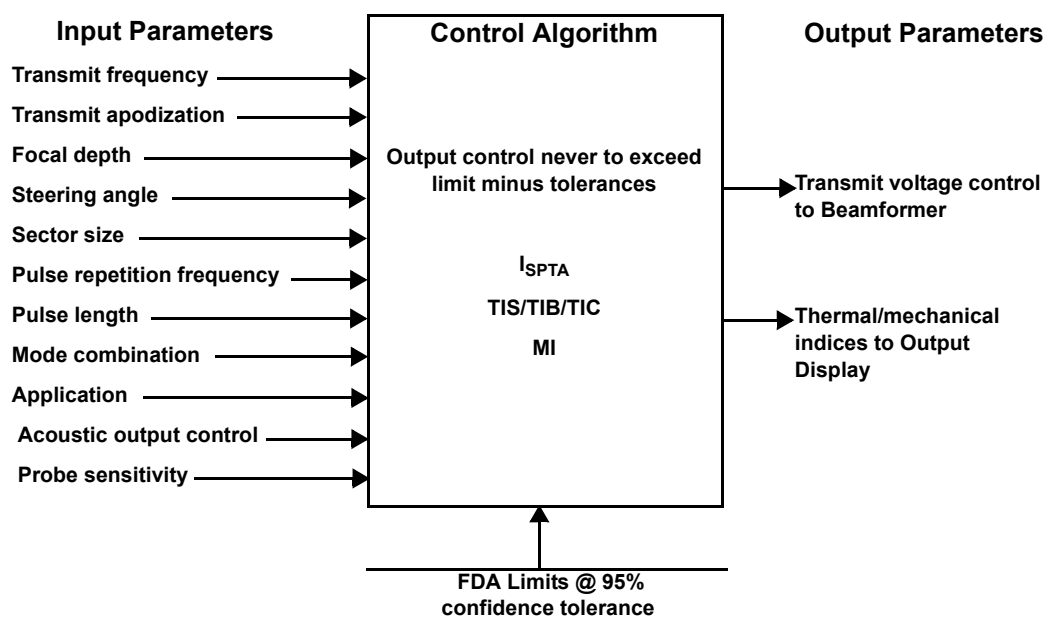 Input Parameters
Control Algorithm
Output Parameters
Transmit frequency
Transmit apodization
Focal depth
Steering angle
Sector size
Pulse repetition frequency
Pulse length
Mode combination
Application
Acoustic output control
Probe sensitivity
Output control never to exceed
limit minus tolerances
ISPTA
TIS/TIB/TIC
MI
Transmit voltage control
to Beamformer
Thermal/mechanical
indices to Output
Display
FDA Limits @ 95%
confidence tolerance